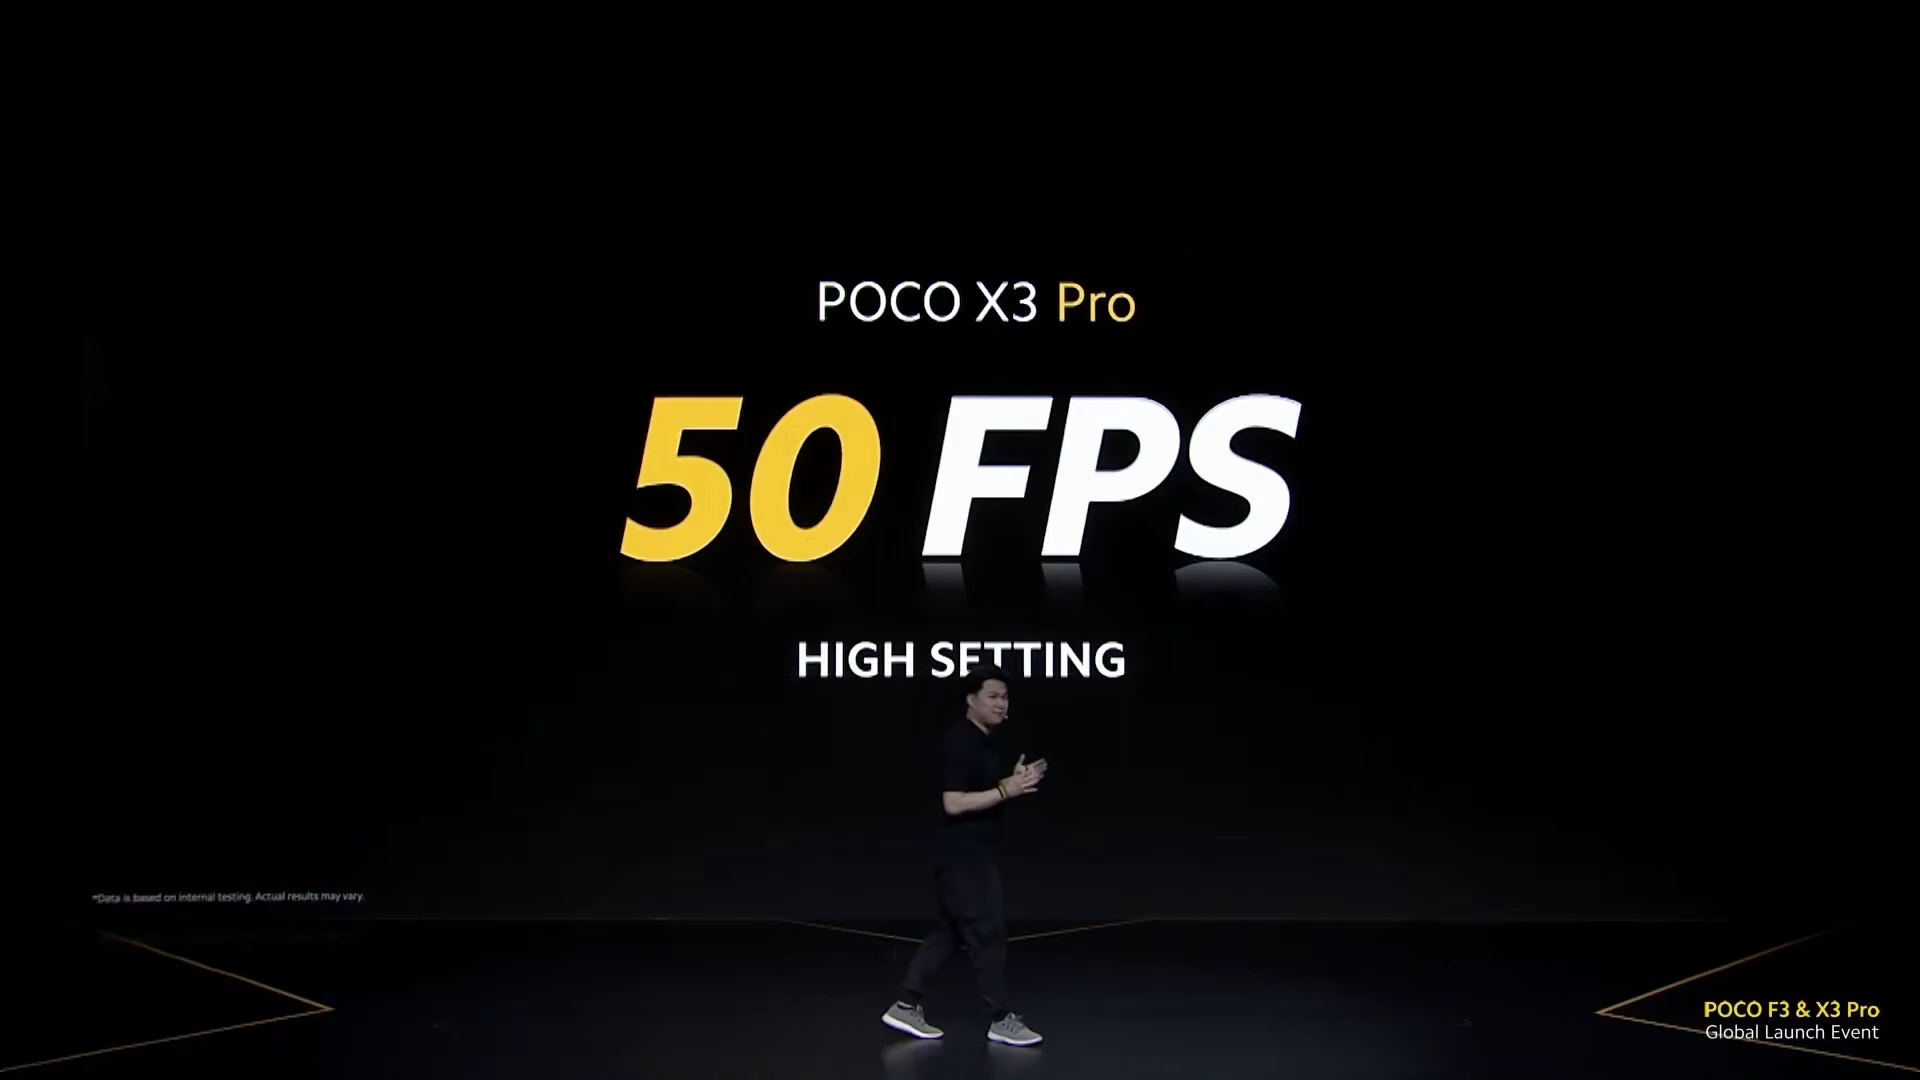 POCO X3 Pro
50 FPS
HIGH SETTING
*Data is based on internal testing. Actual results may vary.
POCO F3 & X3 Pro
Global Launch Event